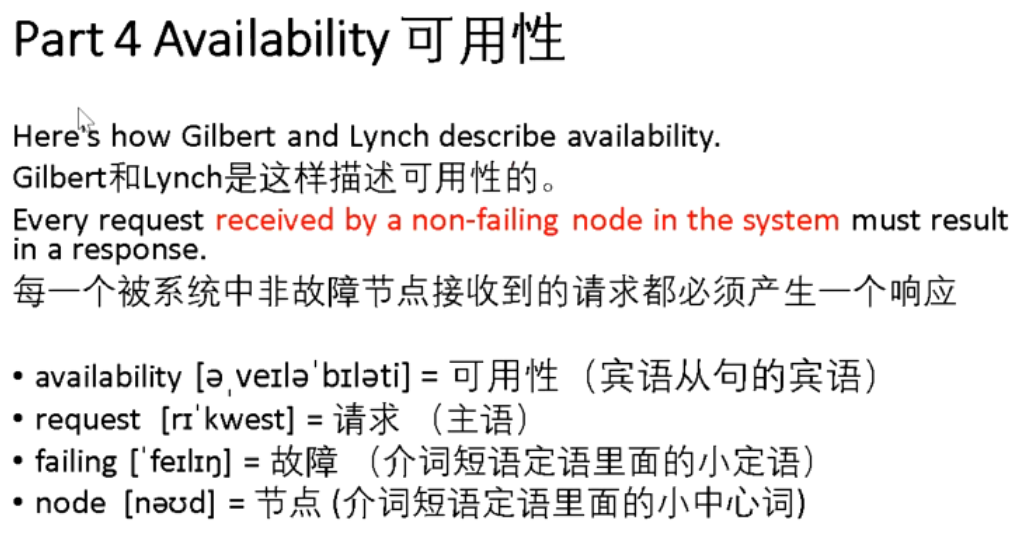 Part 4 Availability 可用性
Here's how Gilbert and Lynch describe availability.
Gilbert和Lynch是这样描述可用性的。
Every request received by a non-failing node in the system must result
in a response.
每一个被系统中非故障节点接收到的请求都必须产生一个响应
• availability [əˌveɪləˈbɪləti] = 可用性 （宾语从句的宾语）
• request [rɪˈkwest] = 请求 （主语）
• failing [ˈfeɪlɪŋ] = 故障 （介词短语定语里面的小定语）
• node [nəʊd] = 节点 (介词短语定语里面的小中心词)